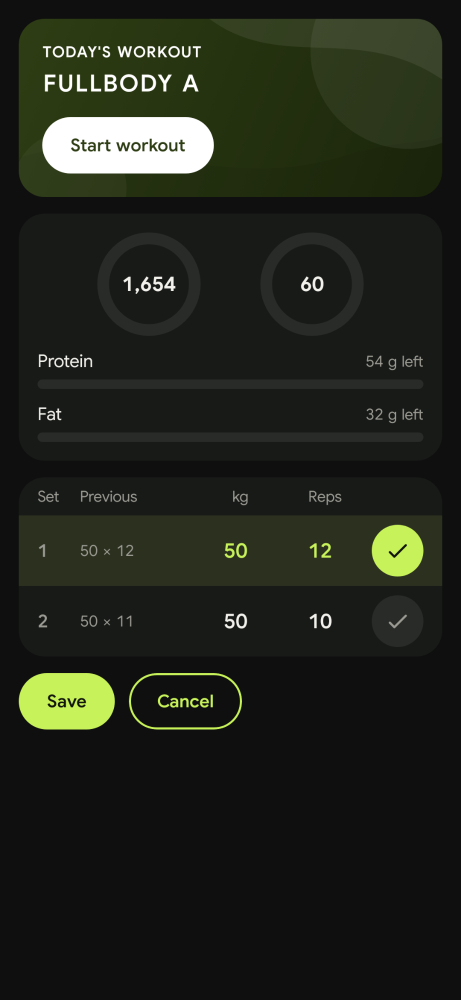 TODAY'S WORKOUT
FULLBODY A
Start workout
1,654 60
Protein 54 g left
Fat 32 g left
Set Previous kg Reps
1 50 × 12 50 12
2 50 × 11 50 10
Save Cancel